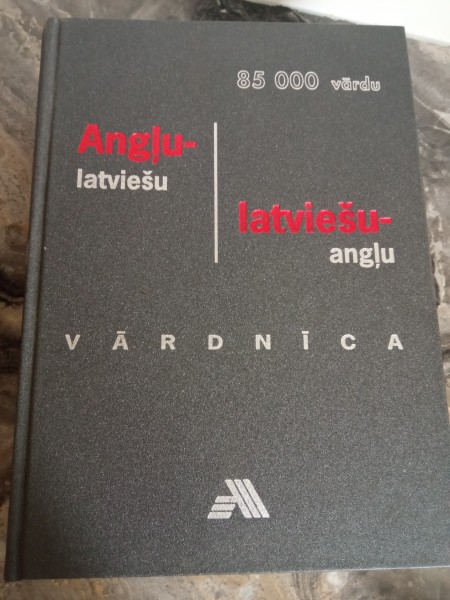 85 000 vārdu
Angļu-
latviešu
latviešu-
angļu
VĀRDNĪCA